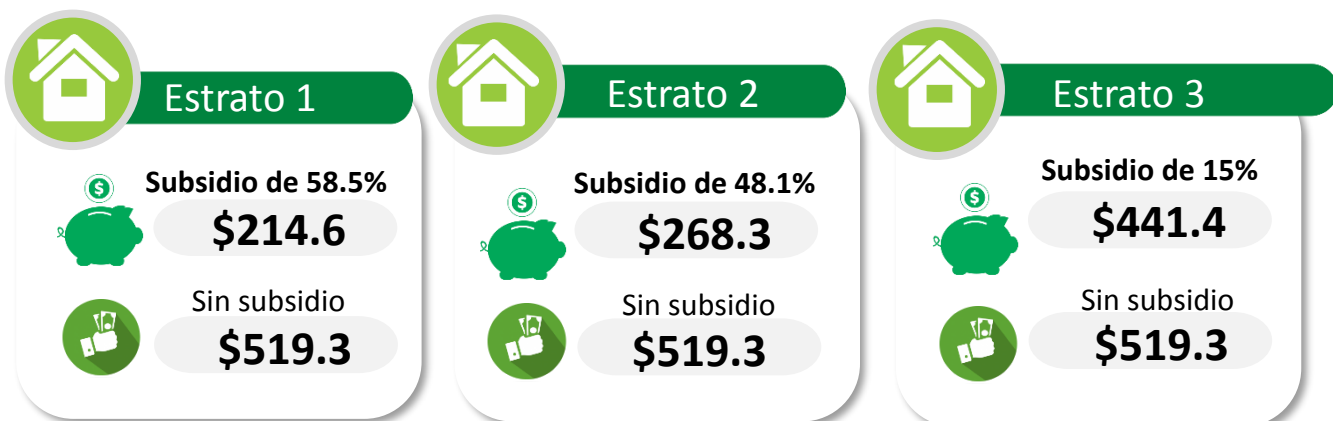 Estrato 1
$
Subsidio de 58.5%
$214.6
Sin subsidio
$519.3
Estrato 2
$
Subsidio de 48.1%
$268.3
Sin subsidio
$519.3
Estrato 3
$
Subsidio de 15%
$441.4
Sin subsidio
$519.3